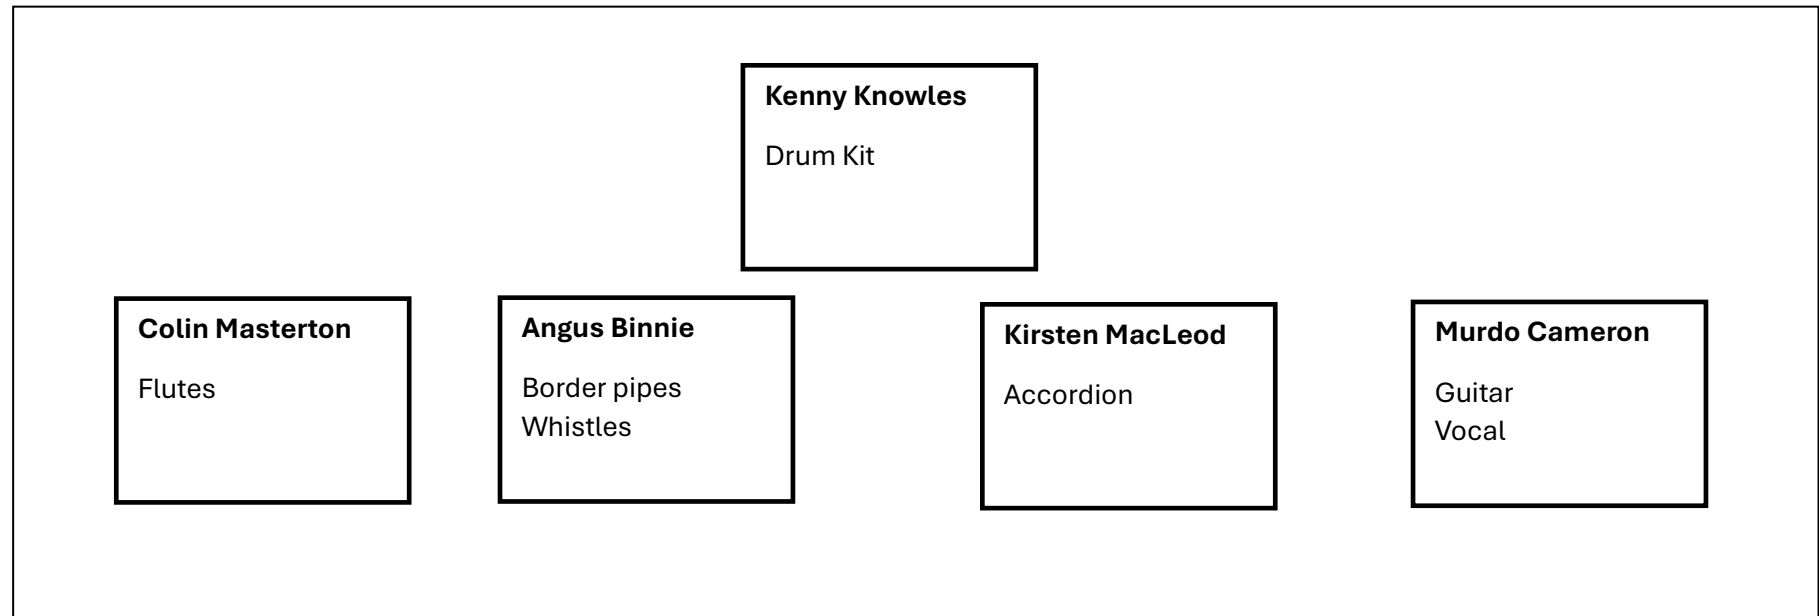 Kenny Knowles
Drum Kit
Colin Masterton
Flutes
Angus Binnie
Border pipes
Whistles
Kirsten MacLeod
Accordion
Murdo Cameron
Guitar
Vocal